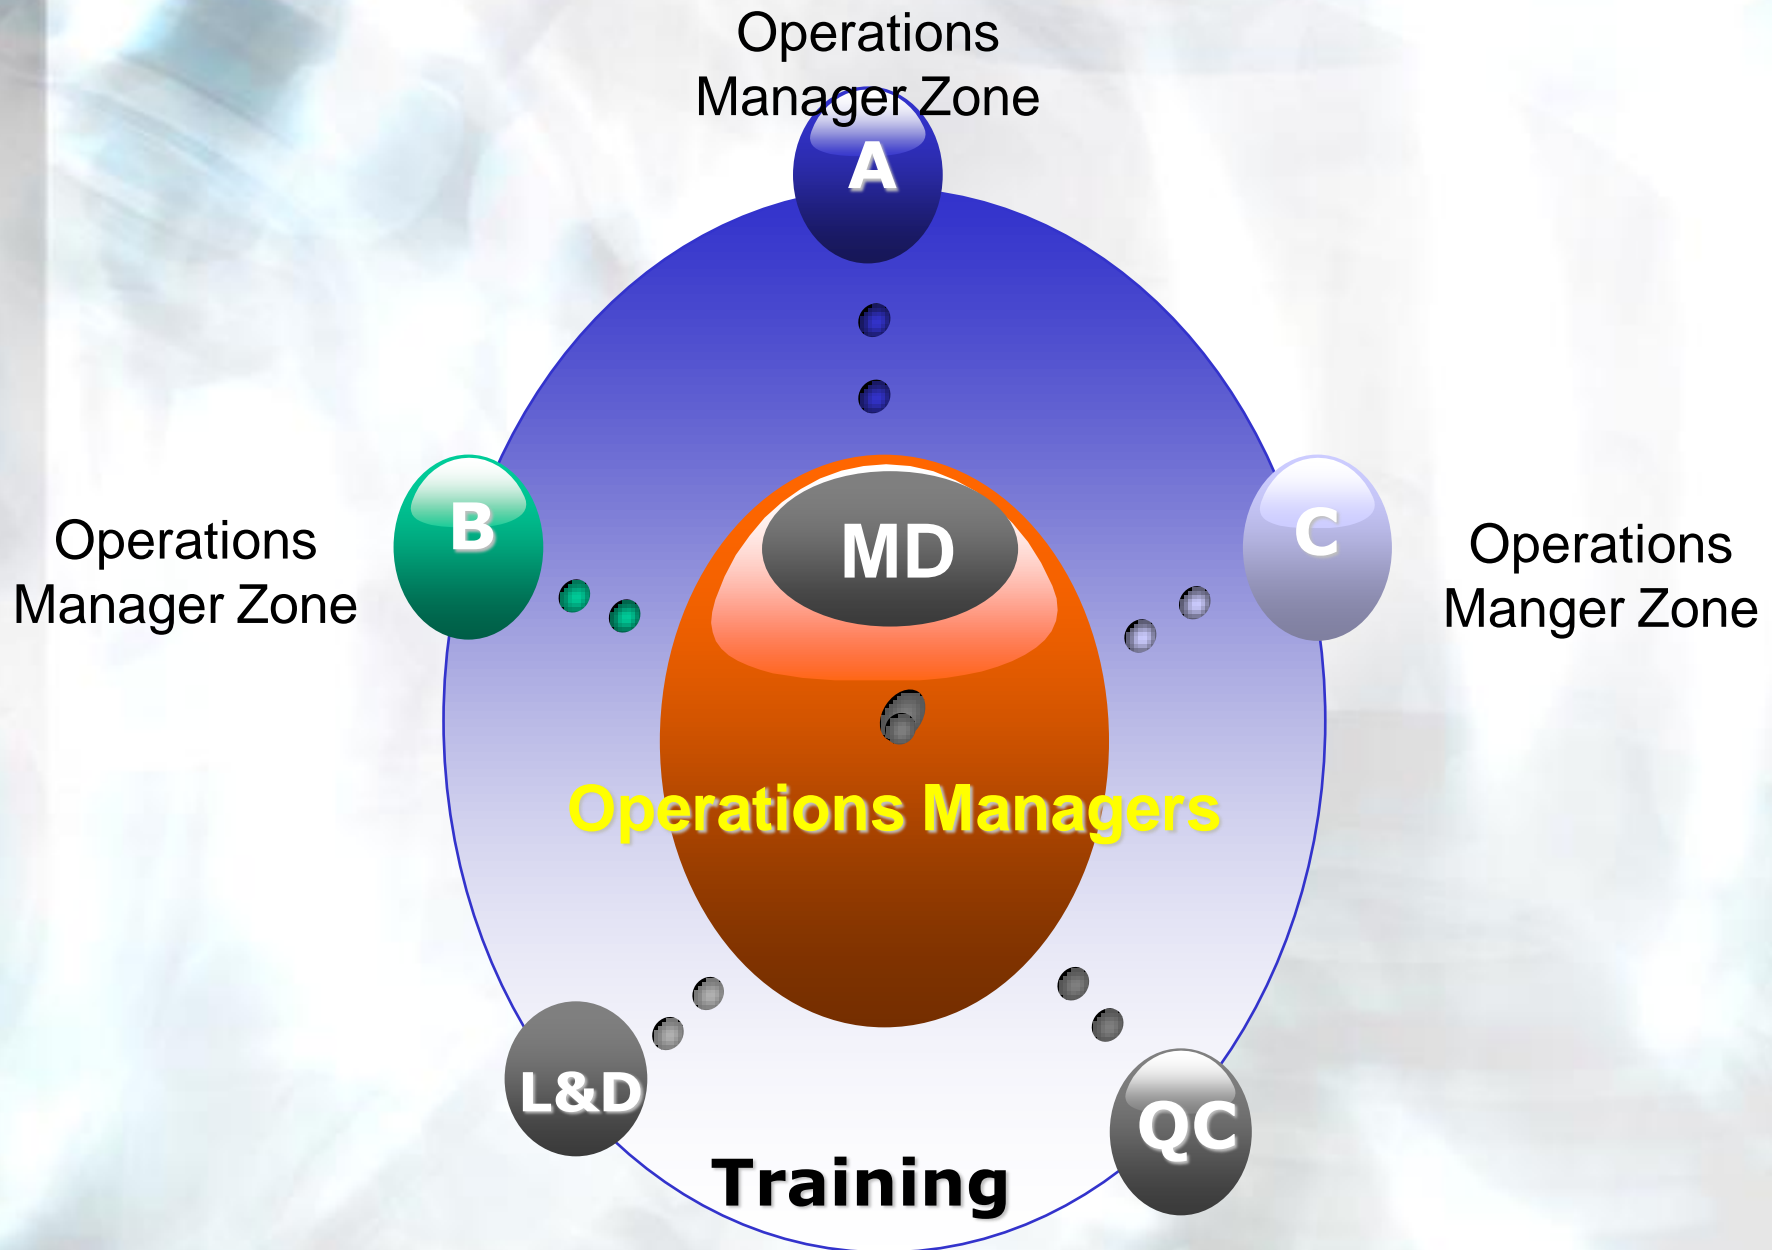 Operations
Manager Zone
A
B
MD
C
Operations
Manager Zone
Operations
Manger Zone
Operations Managers
L&D
QC
Training